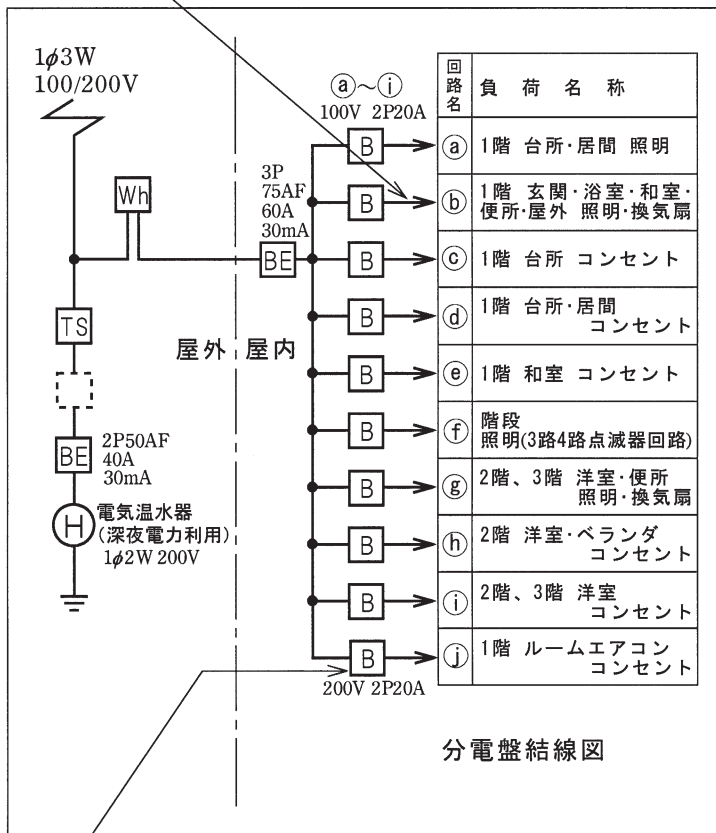 1φ3W
100/200V
ⓐ~ⓘ
100V 2P20A
Wh
3P
75AF
60A
30mA
BE
TS
屋外 屋内
BE
2P50AF
40A
30mA
H
電気温水器
(深夜電力利用)
1φ2W 200V
回路名 負荷名称
B ⓐ 1階 台所・居間 照明
B ⓑ 1階 玄関・浴室・和室・
便所・屋外 照明・換気扇
B ⓒ 1階 台所 コンセント
B ⓓ 1階 台所・居間
コンセント
B ⓔ 1階 和室 コンセント
B ⓕ 階段
照明(3路4路点滅器回路)
B ⓖ 2階、3階 洋室・便所
照明・換気扇
B ⓗ 2階 洋室・ベランダ
コンセント
B ⓘ 2階、3階 洋室
コンセント
B ⓙ 1階 ルームエアコン
コンセント
200V 2P20A
分電盤結線図